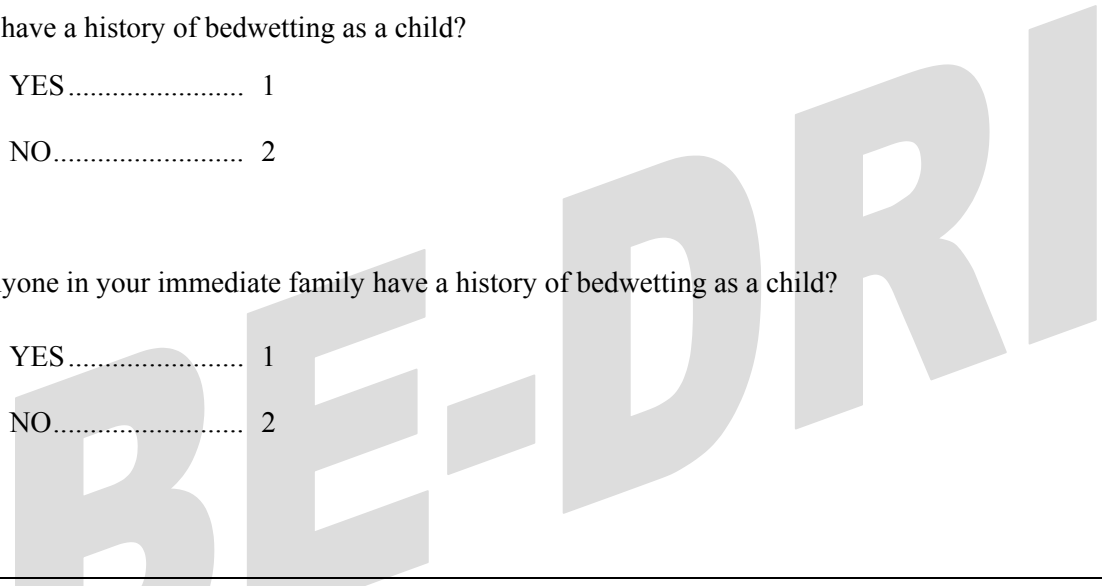 have a history of bedwetting as a child?
YES........................ 1
NO.......................... 2
yone in your immediate family have a history of bedwetting as a child?
YES........................ 1
NO.......................... 2
BE-DRI